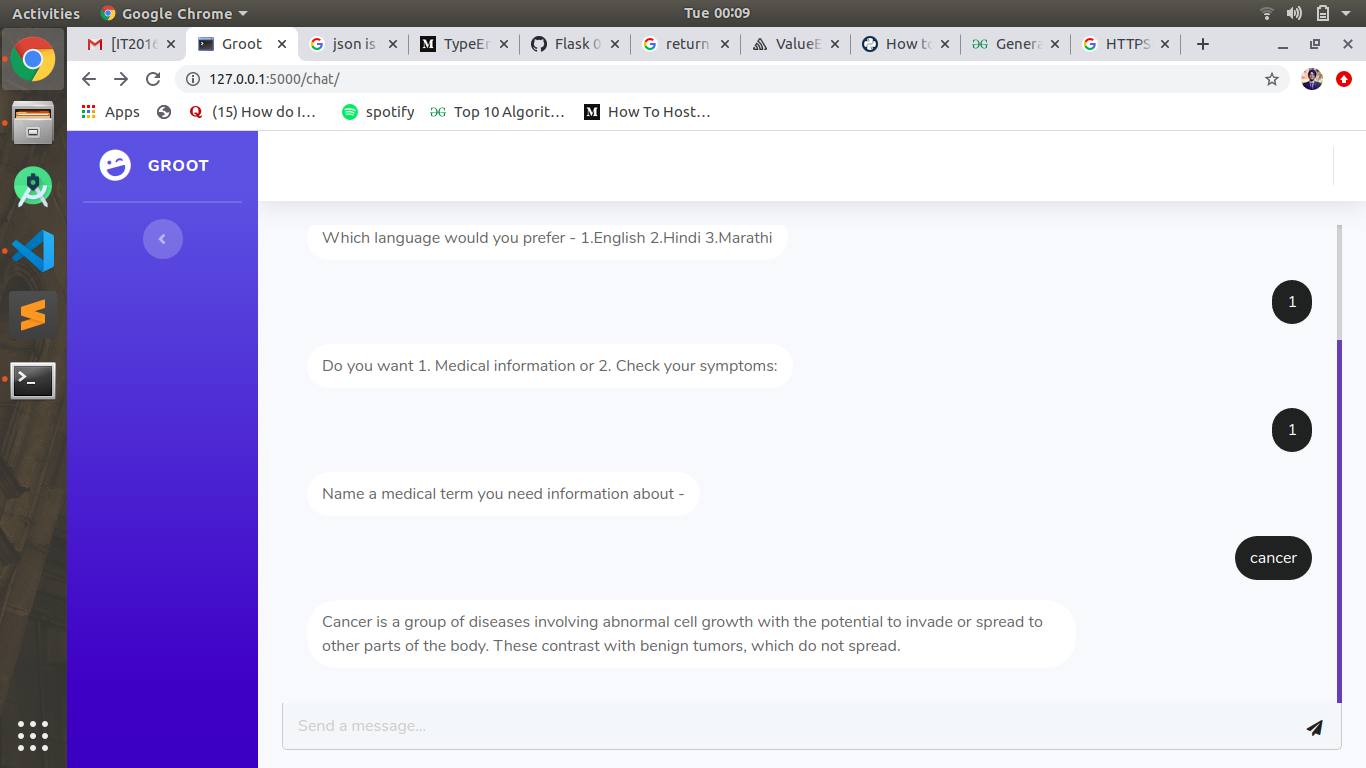 Activities Google Chrome Tue 00:09
[IT2016 Groot json is TypeEr Flask 0 return ValueE How to Genera HTTPS
127.0.0.1:5000/chat/
Apps (15) How do I... spotify Top 10 Algorit... How To Host...
GROOT
Which language would you prefer - 1.English 2.Hindi 3.Marathi
1
Do you want 1. Medical information or 2. Check your symptoms:
1
Name a medical term you need information about -
cancer
Cancer is a group of diseases involving abnormal cell growth with the potential to invade or spread to
other parts of the body. These contrast with benign tumors, which do not spread.
Send a message...